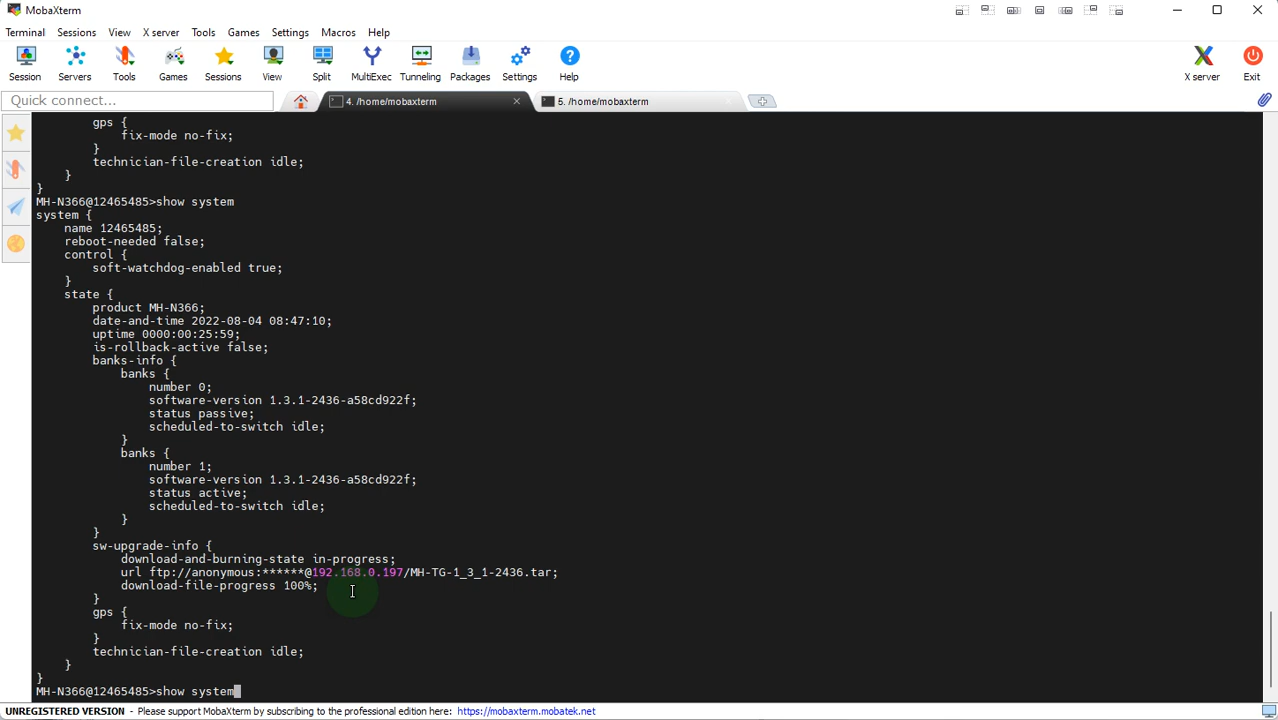 MobaXterm
Terminal Sessions View X server Tools Games Settings Macros Help
Session Servers Tools Games Sessions View Split MultiExec Tunneling Packages Settings Help X server Exit
Quick connect... 4. /home/mobaxterm 5. /home/mobaxterm
gps {
fix-mode no-fix;
}
technician-file-creation idle;
}
}
MH-N366@12465485>show system
system {
name 12465485;
reboot-needed false;
control {
soft-watchdog-enabled true;
}
state {
product MH-N366;
date-and-time 2022-08-04 08:47:10;
uptime 0000:00:25:59;
is-rollback-active false;
banks-info {
banks {
number 0;
software-version 1.3.1-2436-a58cd922f;
status passive;
scheduled-to-switch idle;
}
banks {
number 1;
software-version 1.3.1-2436-a58cd922f;
status active;
scheduled-to-switch idle;
}
}
sw-upgrade-info {
download-and-burning-state in-progress;
url ftp://anonymous:******@192.168.0.197/MH-TG-1_3_1-2436.tar;
download-file-progress 100%;
}
gps {
fix-mode no-fix;
}
technician-file-creation idle;
}
}
MH-N366@12465485>show system
UNREGISTERED VERSION - Please support MobaXterm by subscribing to the professional edition here: https://mobaxterm.mobatek.net